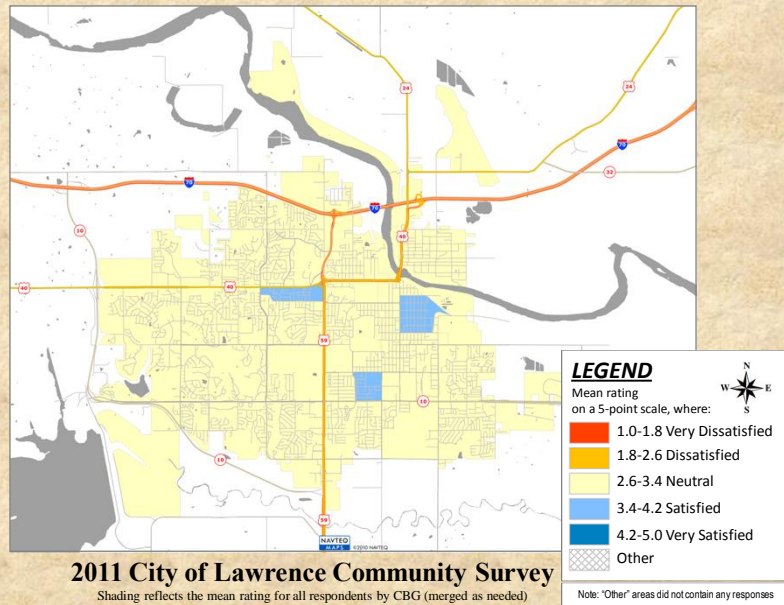 24
24
70
32
70
10
40
40
40
59
10
10
59
NAVTEQ
MAPS ©2010 NAVTEQ
LEGEND
Mean rating
on a 5-point scale, where:
N
W E
S
1.0-1.8 Very Dissatisfied
1.8-2.6 Dissatisfied
2.6-3.4 Neutral
3.4-4.2 Satisfied
4.2-5.0 Very Satisfied
Other
2011 City of Lawrence Community Survey
Shading reflects the mean rating for all respondents by CBG (merged as needed)
Note: "Other" areas did not contain any responses